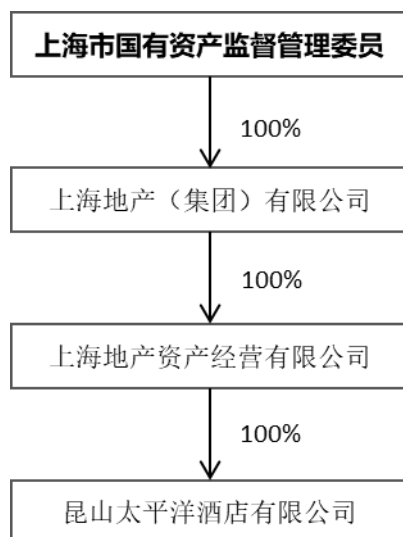 上海市国有资产监督管理委员
100%
上海地产（集团）有限公司
100%
上海地产资产经营有限公司
100%
昆山太平洋酒店有限公司